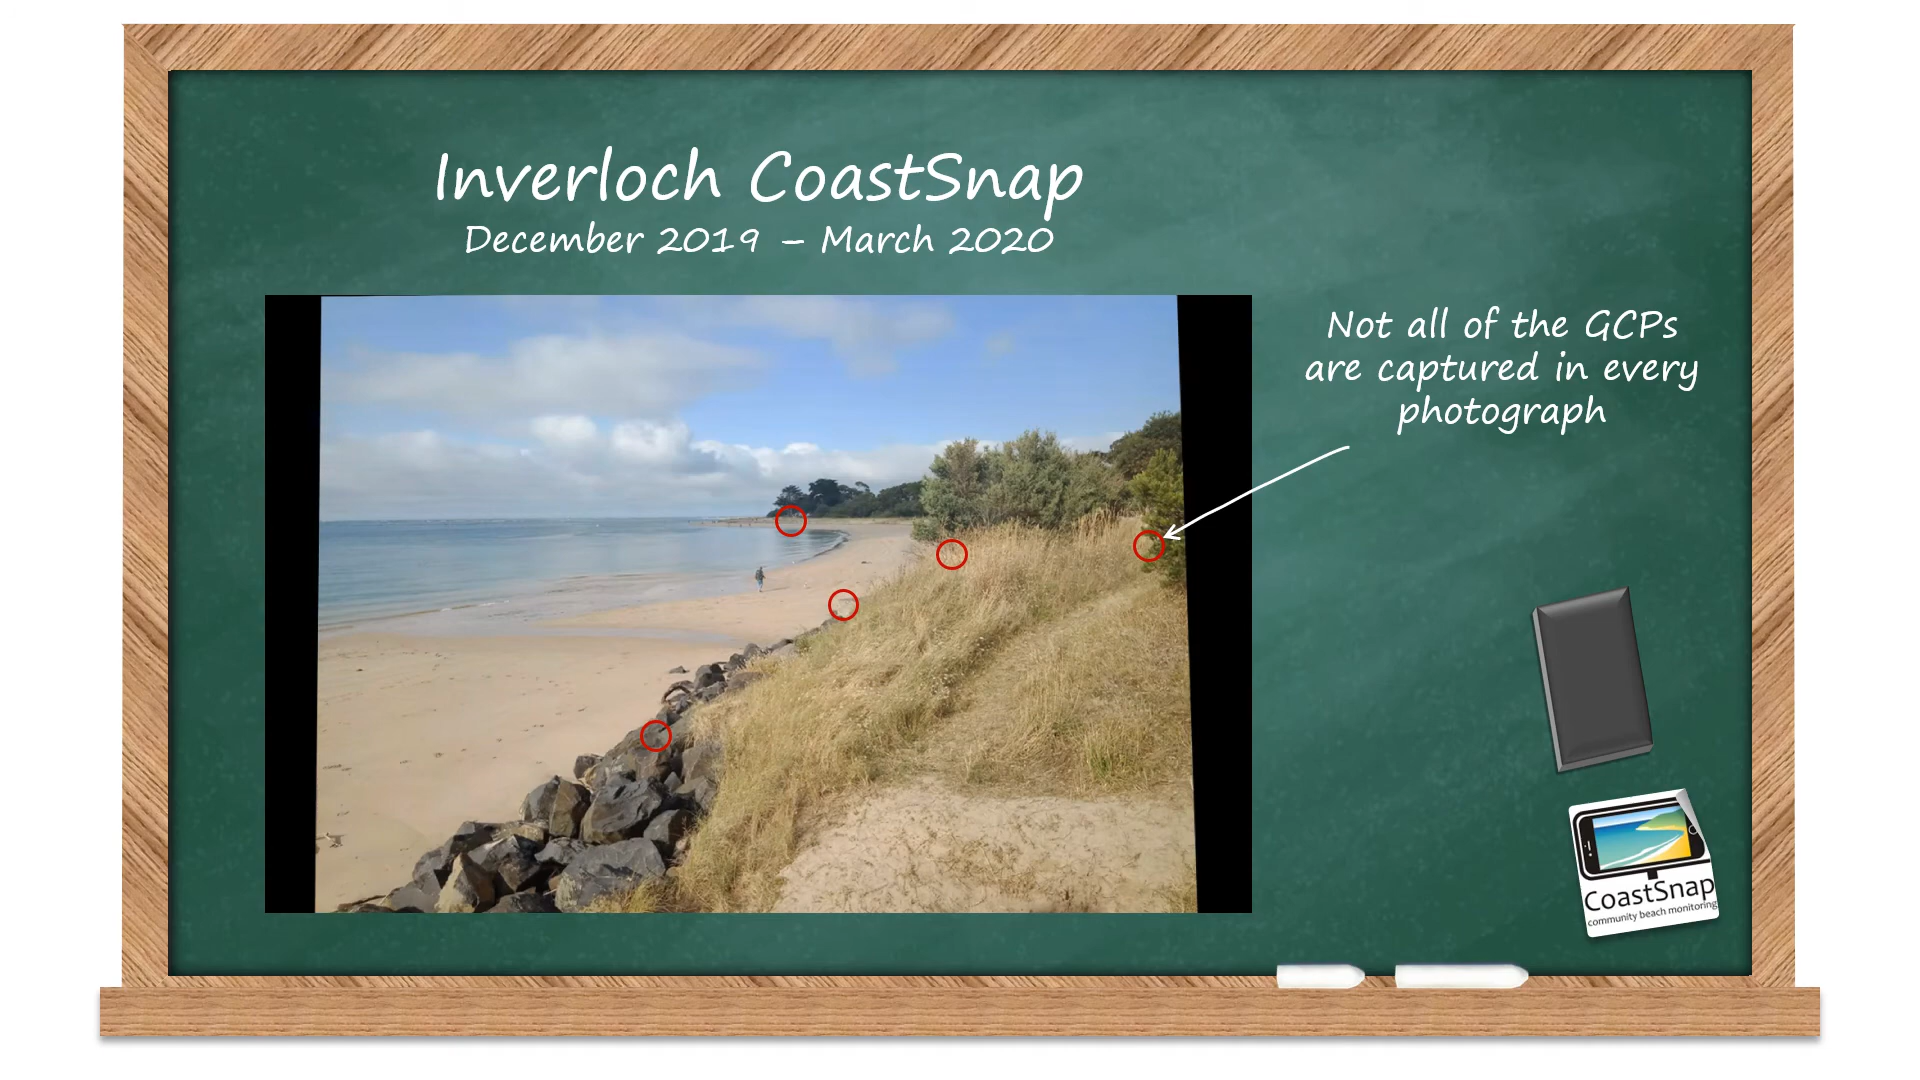 Inverloch CoastSnap
December 2019 – March 2020
Not all of the GCPs
are captured in every
photograph
CoastSnap
community beach monitoring